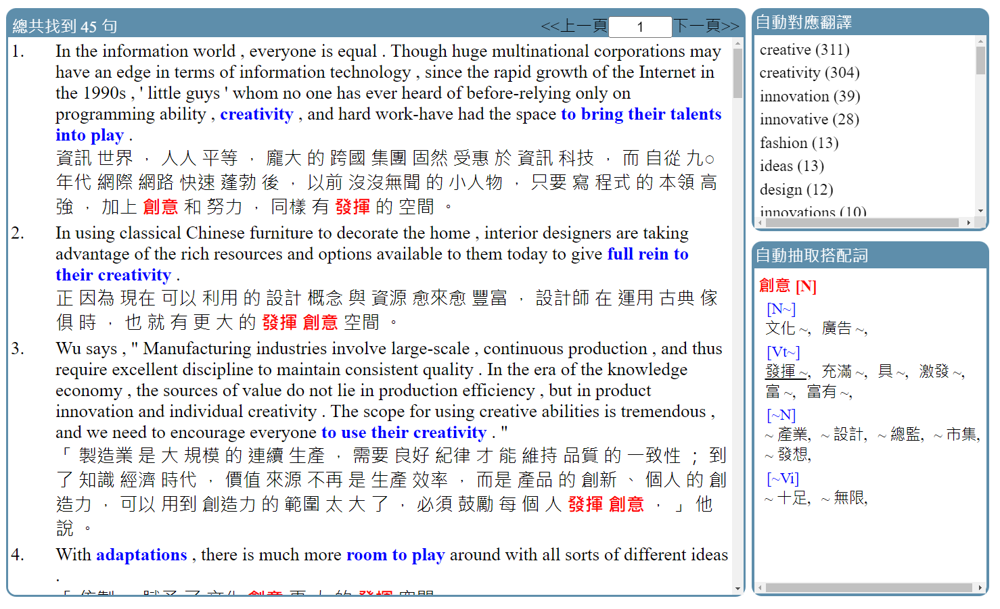 總共找到 45 句
<<上一頁 1 下一頁>>
1. In the information world , everyone is equal . Though huge multinational corporations may
have an edge in terms of information technology , since the rapid growth of the Internet in
the 1990s , ' little guys ' whom no one has ever heard of before-relying only on
programming ability , creativity , and hard work-have had the space to bring their talents
into play .
資訊 世界 ， 人人 平等 ， 龐大 的 跨國 集團 固然 受惠 於 資訊 科技 ， 而 自從 九○
年代 網際 網路 快速 蓬勃 後 ， 以前 沒沒無聞 的 小人物 ， 只要 寫 程式 的 本領 高
強 ， 加上 創意 和 努力 ， 同樣 有 發揮 的 空間 。
2. In using classical Chinese furniture to decorate the home , interior designers are taking
advantage of the rich resources and options available to them today to give full rein to
their creativity .
正 因為 現在 可以 利用 的 設計 概念 與 資源 愈來愈 豐富 ， 設計師 在 運用 古典 傢
俱 時 ， 也 就 有 更 大 的 發揮 創意 空間 。
3. Wu says , " Manufacturing industries involve large-scale , continuous production , and thus
require excellent discipline to maintain consistent quality . In the era of the knowledge
economy , the sources of value do not lie in production efficiency , but in product
innovation and individual creativity . The scope for using creative abilities is tremendous ,
and we need to encourage everyone to use their creativity . "
「 製造業 是 大 規模 的 連續 生產 ， 需要 良好 紀律 才 能 維持 品質 的 一致性 ； 到
了 知識 經濟 時代 ， 價值 來源 不再 是 生產 效率 ， 而是 產品 的 創新 、 個人 的 創
造力 ， 可以 用到 創造力 的 範圍 太 大 了 ， 必須 鼓勵 每 個 人 發揮 創意 ， 」 他
說 。
4. With adaptations , there is much more room to play around with all sorts of different ideas
.
「 仿製 ， 賦予 了 文化 創意 更 大 的 發揮 空間
自動對應翻譯
creative (311)
creativity (304)
innovation (39)
innovative (28)
fashion (13)
ideas (13)
design (12)
innovations (10)
自動抽取搭配詞
創意 [N]
[N~]
文化 ~, 廣告 ~,
[Vt~]
發揮 ~, 充滿 ~, 具 ~, 激發 ~,
富 ~, 富有 ~,
[~N]
~ 產業, ~ 設計, ~ 總監, ~ 市集,
~ 發想,
[~Vi]
~ 十足, ~ 無限,